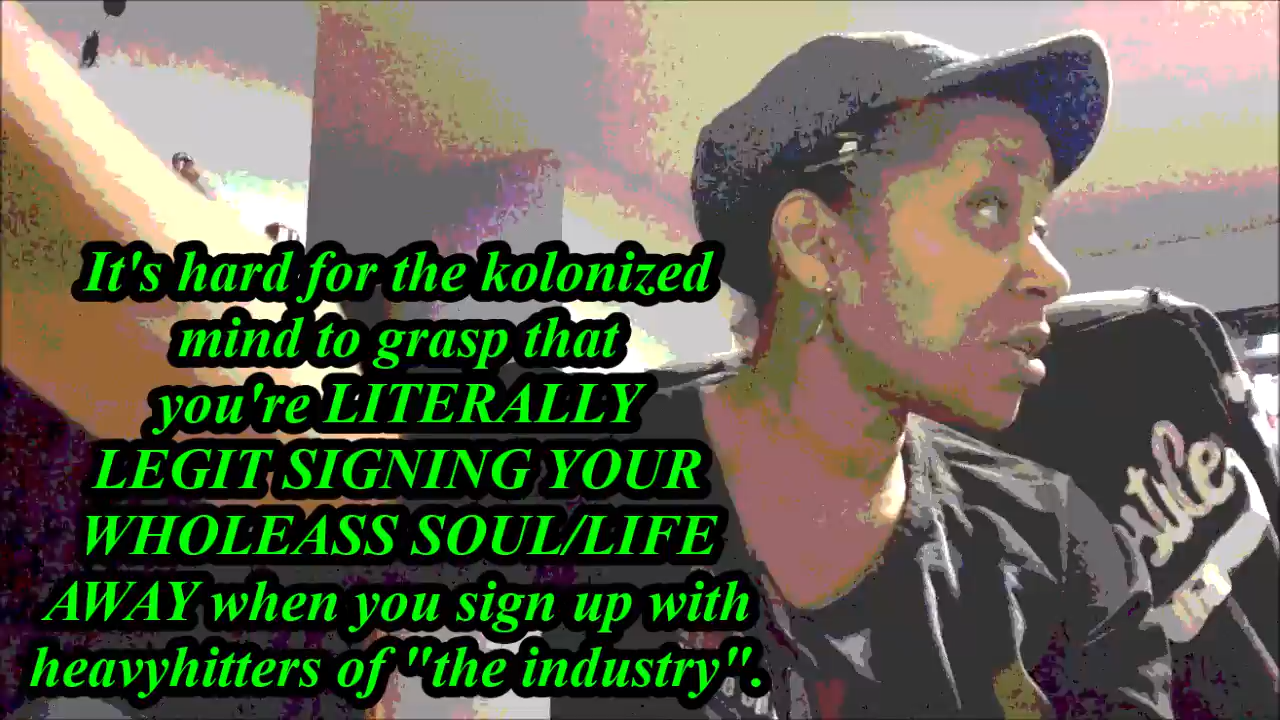 It's hard for the kolonized
mind to grasp that
you're LITERALLY
LEGIT SIGNING YOUR
WHOLEASS SOUL/LIFE
AWAY when you sign up with
heavyhitters of "the industry".